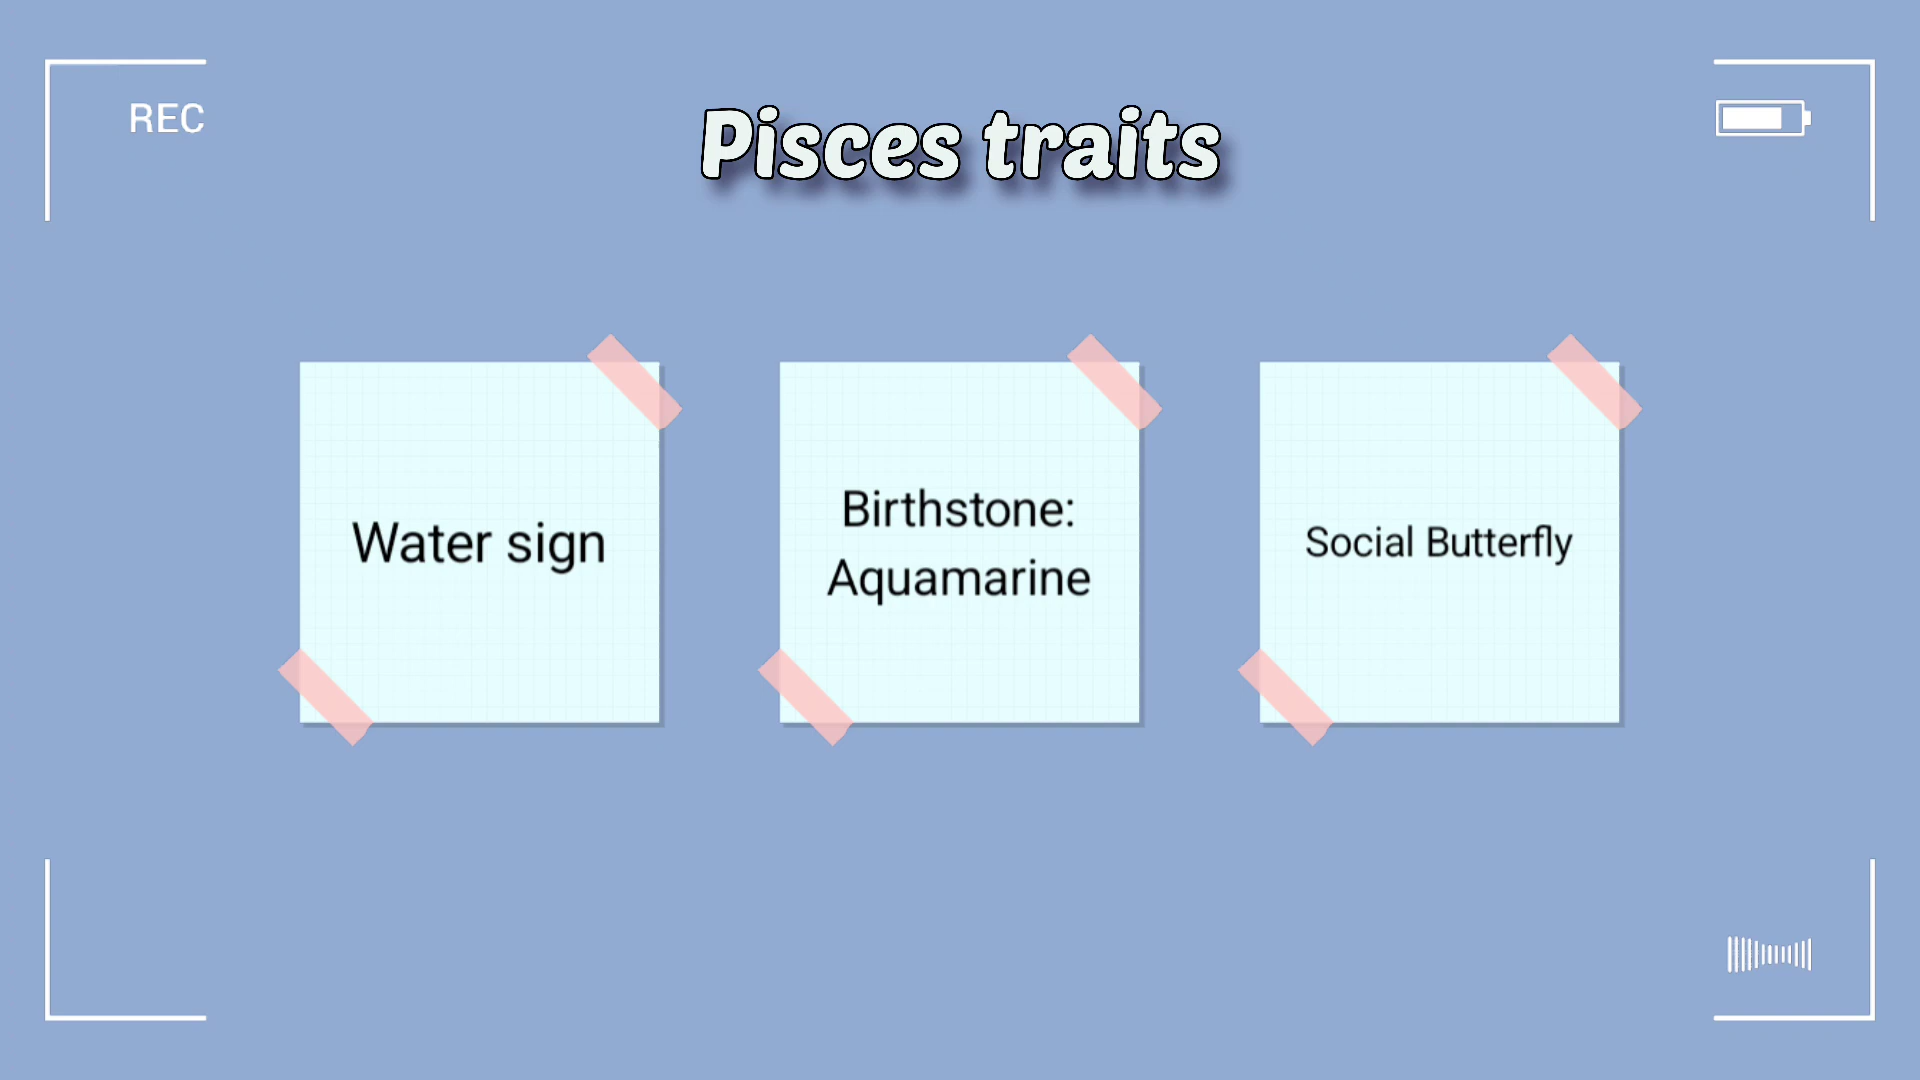 REC
Pisces traits
Water sign
Birthstone:
Aquamarine
Social Butterfly